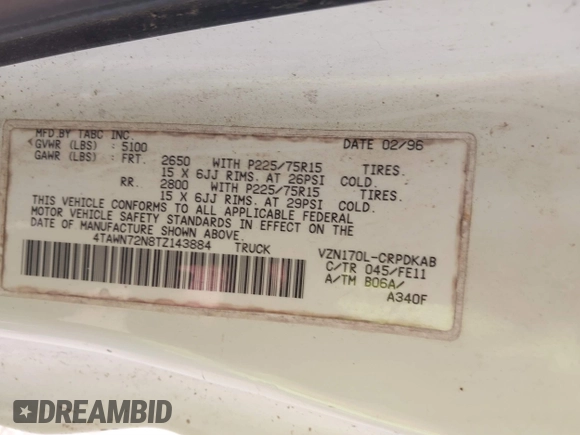 MFD.BY TABC INC. DATE 02/96
GVWR (LBS) : 5100
GAWR (LBS) : FRT. 2650 WITH P225/75R15 TIRES.
15 X 6JJ RIMS. AT 26PSI COLD.
RR. 2800 WITH P225/75R15 TIRES.
15 X 6JJ RIMS. AT 29PSI COLD.
THIS VEHICLE CONFORMS TO ALL APPLICABLE FEDERAL
MOTOR VEHICLE SAFETY STANDARDS IN EFFECT ON THE
DATE OF MANUFACTURE SHOWN ABOVE.
4TAWN72N8TZ143884 TRUCK VZN170L-CRPDKAB
C/TR 045/FE11
A/TM B06A/
A340F
DREAMBID